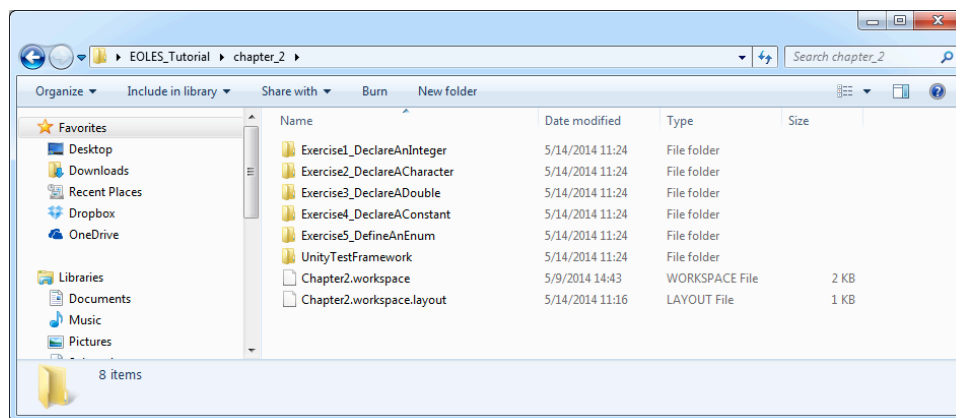 EOLES_Tutorial chapter_2 Search chapter_2
Organize Include in library Share with Burn New folder
Favorites
Desktop
Downloads
Recent Places
Dropbox
OneDrive
Libraries
Documents
Music
Pictures
Name Date modified Type Size
Exercise1_DeclareAnInteger 5/14/2014 11:24 File folder
Exercise2_DeclareACharacter 5/14/2014 11:24 File folder
Exercise3_DeclareADouble 5/14/2014 11:24 File folder
Exercise4_DeclareAConstant 5/14/2014 11:24 File folder
Exercise5_DefineAnEnum 5/14/2014 11:24 File folder
UnityTestFramework 5/14/2014 11:24 File folder
Chapter2.workspace 5/9/2014 14:43 WORKSPACE File 2 KB
Chapter2.workspace.layout 5/14/2014 11:16 LAYOUT File 1 KB
8 items